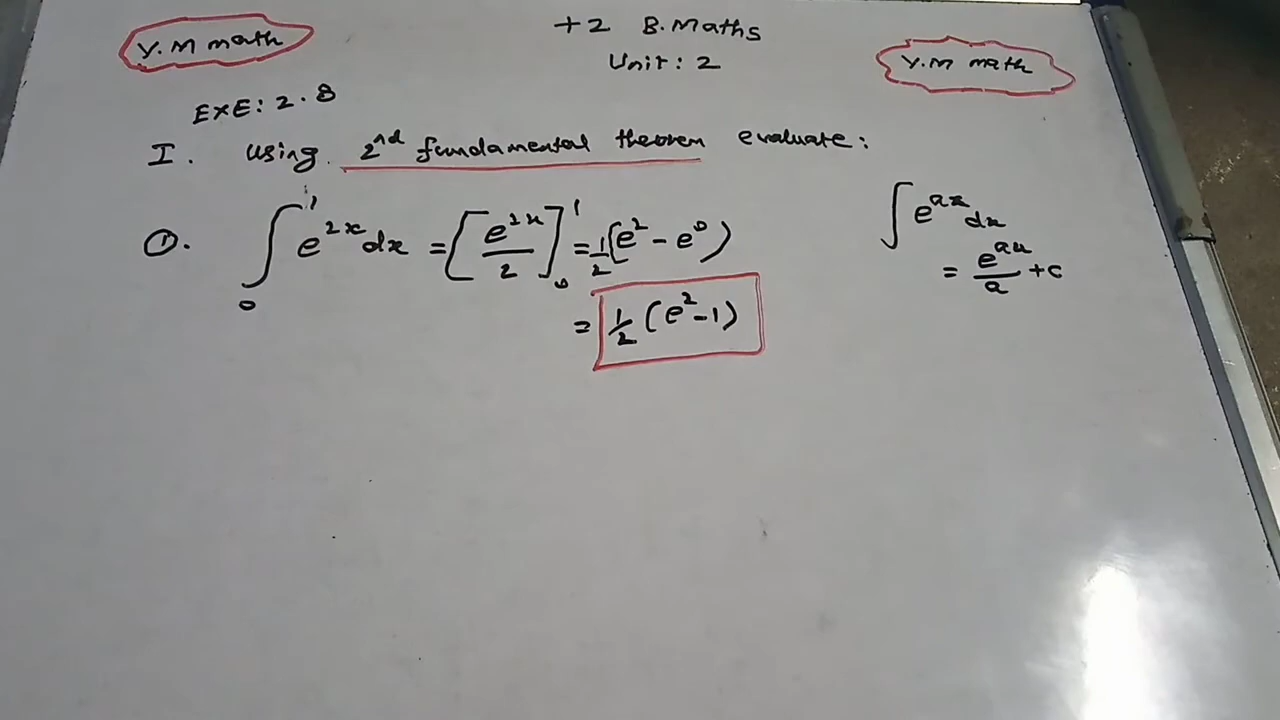 Y.M math
+2 B.Maths
Y.M math
Unit: 2
EXE: 2.8
I. Using 2nd fundamental theorem evaluate:
①. ∫₀¹ e^{2x} dx = [e^{2x}/2]₀¹ = 1/2 (e² - e⁰)
= 1/2 (e² - 1)
∫ e^{ax} dx
= e^{ax}/a + c